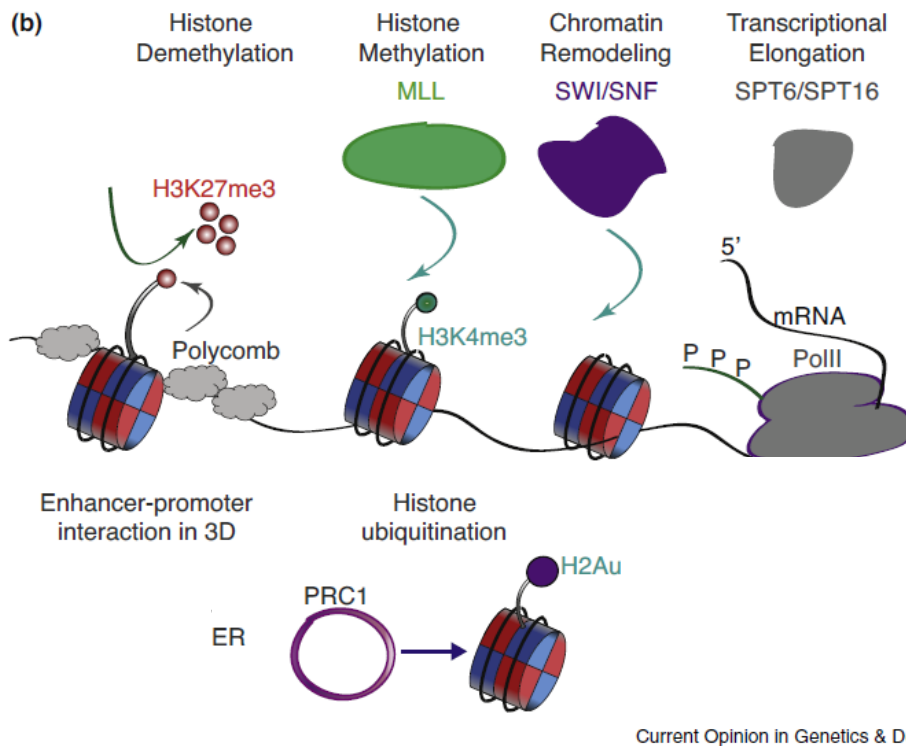 (b)
Histone
Demethylation
Histone
Methylation
Chromatin
Remodeling
Transcriptional
Elongation
MLL
SWI/SNF
SPT6/SPT16
H3K27me3
5’
mRNA
H3K4me3
Polycomb
P P P
PolII
Enhancer-promoter
interaction in 3D
Histone
ubiquitination
H2Au
PRC1
ER
Current Opinion in Genetics & D